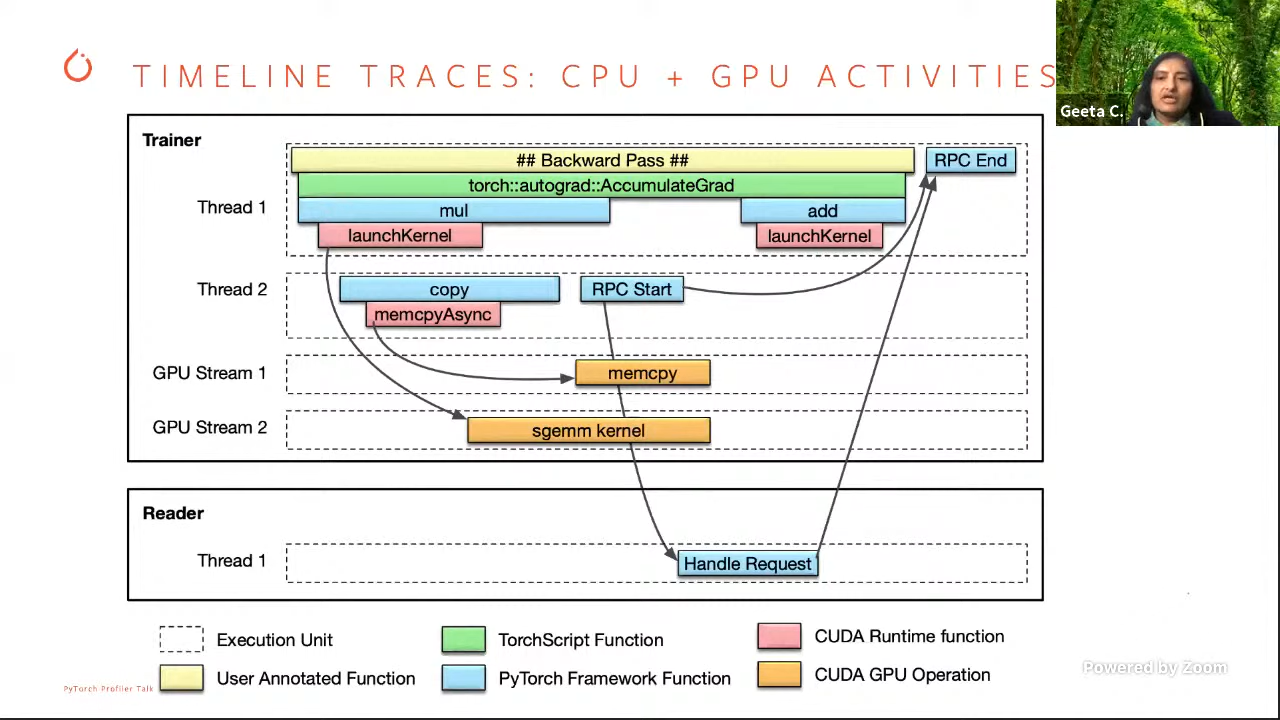 TIMELINE TRACES: CPU + GPU ACTIVITIES
Geeta C.
Trainer
## Backward Pass ##
RPC End
torch::autograd::AccumulateGrad
Thread 1
mul
add
launchKernel
launchKernel
Thread 2
copy
RPC Start
memcpyAsync
GPU Stream 1
memcpy
GPU Stream 2
sgemm kernel
Reader
Thread 1
Handle Request
Execution Unit
TorchScript Function
CUDA Runtime function
User Annotated Function
PyTorch Framework Function
CUDA GPU Operation
PyTorch Profiler Talk
Powered by Zoom